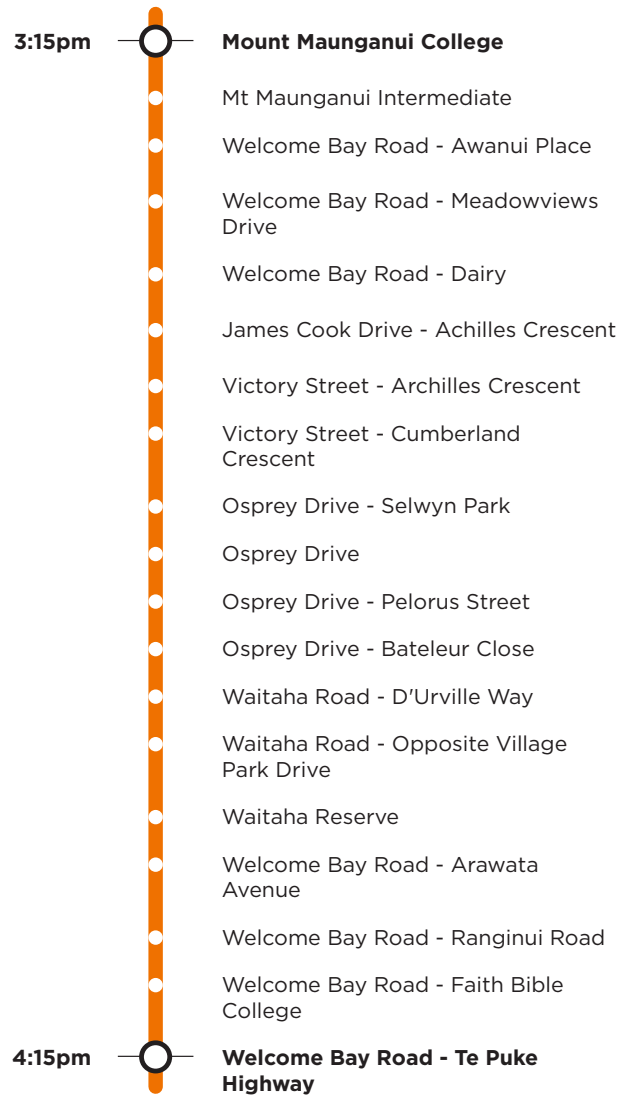 3:15pm Mount Maunganui College
Mt Maunganui Intermediate
Welcome Bay Road - Awanui Place
Welcome Bay Road - Meadowviews
Drive
Welcome Bay Road - Dairy
James Cook Drive - Achilles Crescent
Victory Street - Archilles Crescent
Victory Street - Cumberland
Crescent
Osprey Drive - Selwyn Park
Osprey Drive
Osprey Drive - Pelorus Street
Osprey Drive - Bateleur Close
Waitaha Road - D'Urville Way
Waitaha Road - Opposite Village
Park Drive
Waitaha Reserve
Welcome Bay Road - Arawata
Avenue
Welcome Bay Road - Ranginui Road
Welcome Bay Road - Faith Bible
College
4:15pm Welcome Bay Road - Te Puke
Highway